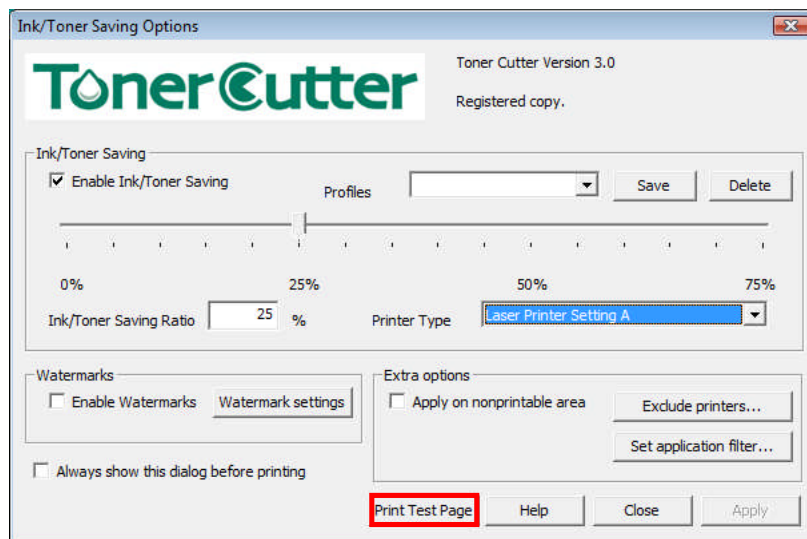 Ink/Toner Saving Options
TonerCutter
Toner Cutter Version 3.0
Registered copy.
Ink/Toner Saving
Enable Ink/Toner Saving
Profiles
Save
Delete
0%
25%
50%
75%
Ink/Toner Saving Ratio
25
%
Printer Type
Laser Printer Setting A
Watermarks
Enable Watermarks
Watermark settings
Extra options
Apply on nonprintable area
Exclude printers...
Set application filter...
Always show this dialog before printing
Print Test Page
Help
Close
Apply